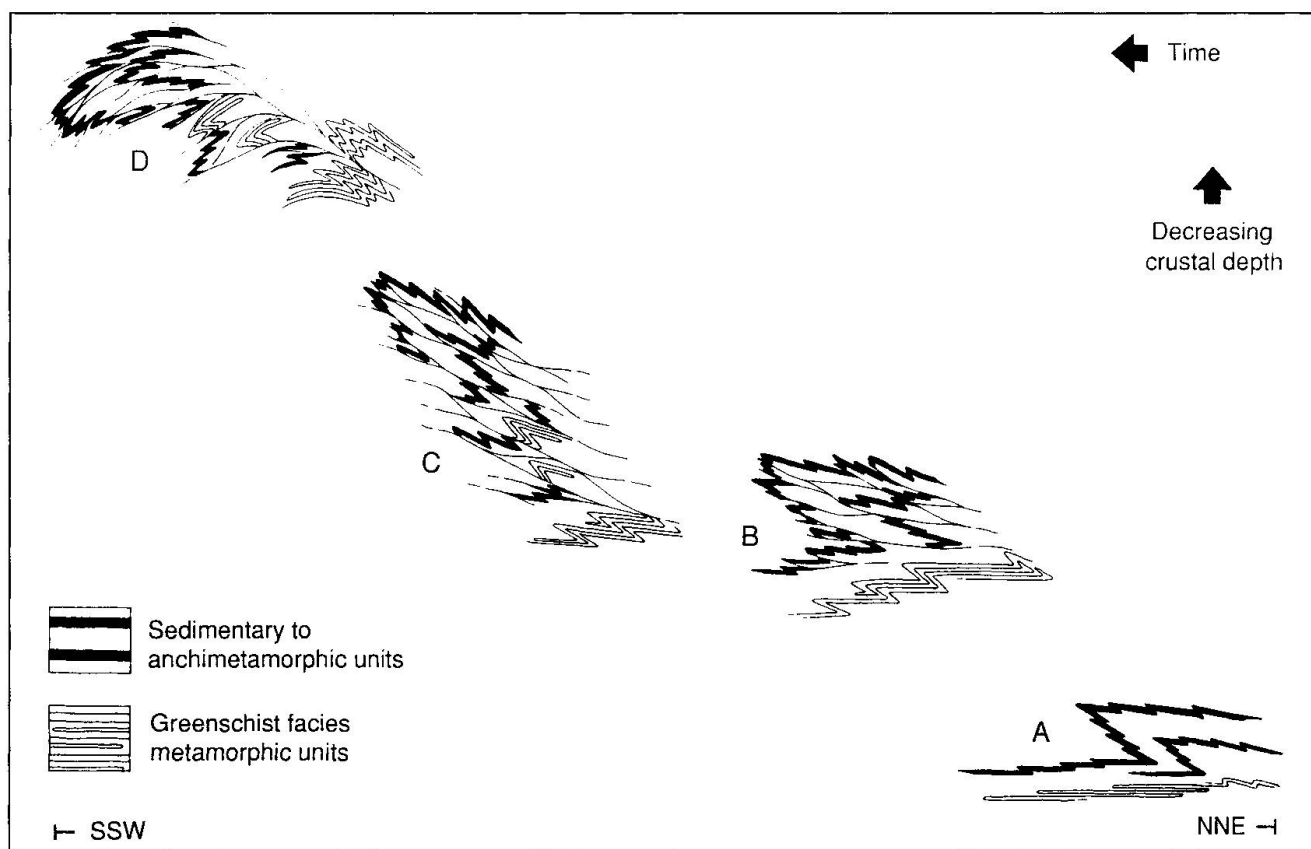 Time
Decreasing
crustal depth
D
C
B
A
Sedimentary to
anchimetamorphic units
Greenschist facies
metamorphic units
SSW
NNE